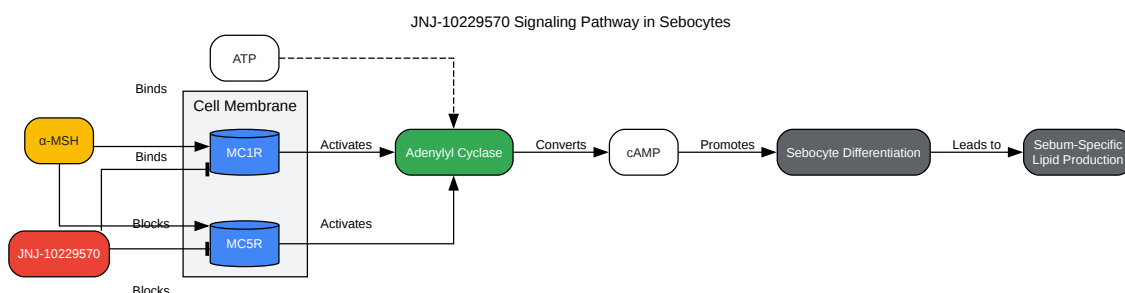 JNJ-10229570 Signaling Pathway in Sebocytes
ATP
Binds
Cell Membrane
α-MSH
MC1R
Activates
Adenylyl Cyclase
Converts
cAMP
Promotes
Sebocyte Differentiation
Leads to
Sebum-Specific
Lipid Production
Binds
Blocks
Activates
MC5R
JNJ-10229570
Blocks